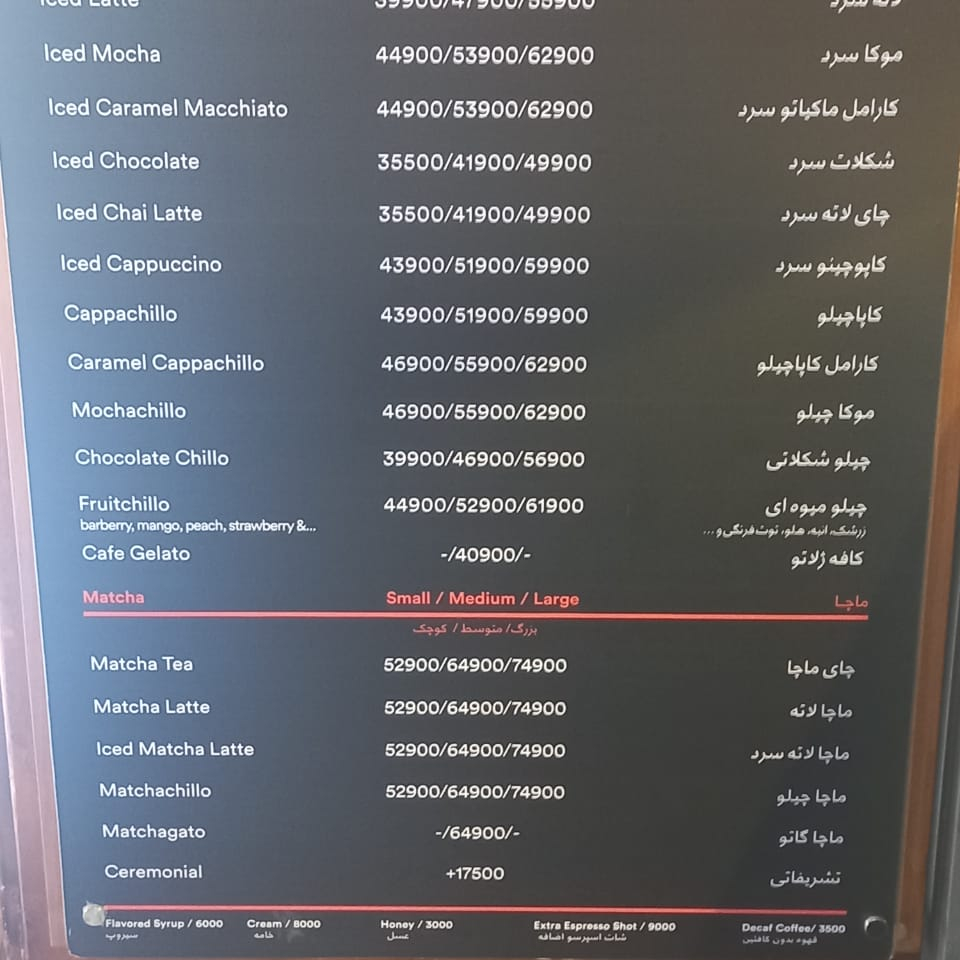 Iced Latte 39900/47900/55900 لاته سرد
Iced Mocha 44900/53900/62900 موکا سرد
Iced Caramel Macchiato 44900/53900/62900 کارامل ماکیاتو سرد
Iced Chocolate 35500/41900/49900 شکلات سرد
Iced Chai Latte 35500/41900/49900 چای لاته سرد
Iced Cappuccino 43900/51900/59900 کاپوچینو سرد
Cappachillo 43900/51900/59900 کاپاچیلو
Caramel Cappachillo 46900/55900/62900 کارامل کاپاچیلو
Mochachillo 46900/55900/62900 موکا چیلو
Chocolate Chillo 39900/46900/56900 چیلو شکلاتی
Fruitchillo 44900/52900/61900 چیلو میوه ای
barberry, mango, peach, strawberry &... زرشک، انبه، هلو، توت فرنگی و ...
Cafe Gelato -/40900/- کافه ژلاتو
Matcha Small / Medium / Large ماچا
بزرگ/ متوسط/ کوچک
Matcha Tea 52900/64900/74900 چای ماچا
Matcha Latte 52900/64900/74900 ماچا لاته
Iced Matcha Latte 52900/64900/74900 ماچا لاته سرد
Matchachillo 52900/64900/74900 ماچا چیلو
Matchagato -/64900/- ماچا گاتو
Ceremonial +17500 تشریفاتی
Flavored Syrup / 6000 Cream / 8000 Honey / 3000 Extra Espresso Shot / 9000 Decaf Coffee/ 3500
سیروپ خامه عسل شات اسپرسو اضافه قهوه بدون کافئین